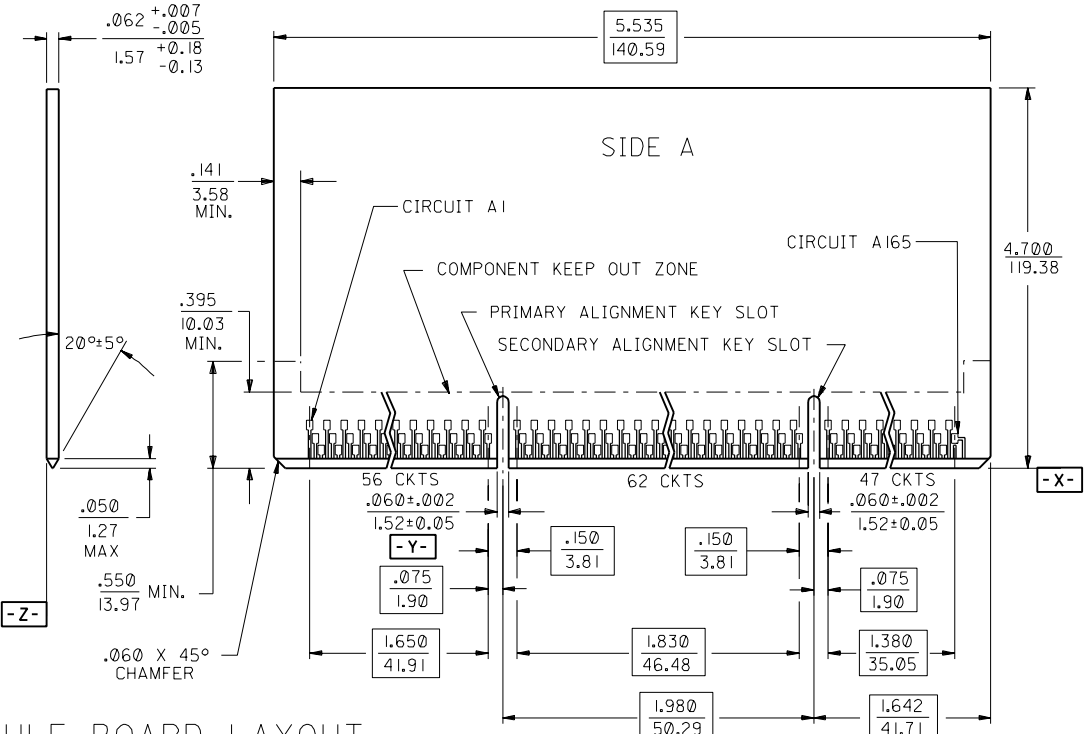 .062 +.007
-.005
1.57 +0.18
-0.13
5.535
140.59
SIDE A
.141
3.58
MIN.
CIRCUIT A1
CIRCUIT A165
4.700
119.38
COMPONENT KEEP OUT ZONE
.395
10.03
MIN.
PRIMARY ALIGNMENT KEY SLOT
SECONDARY ALIGNMENT KEY SLOT
20°±5°
56 CKTS
62 CKTS
47 CKTS
-X-
.060±.002
1.52±0.05
.060±.002
1.52±0.05
.050
1.27
MAX
-Y-
.150
3.81
.150
3.81
.550
13.97 MIN.
.075
1.90
.075
1.90
-Z-
.060 X 45°
CHAMFER
1.650
41.91
1.830
46.48
1.380
35.05
1.980
50.29
1.642
41.71
BOARD LAYOUT